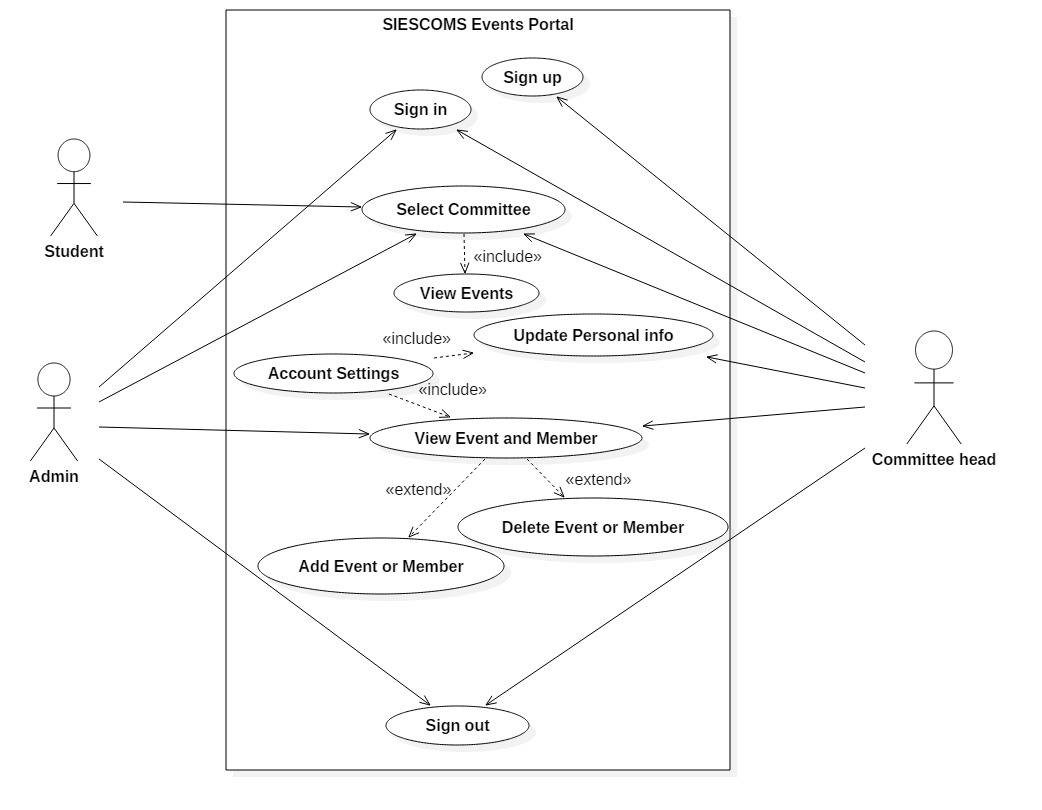 SIESCOMS Events Portal
Sign up
Sign in
Select Committee
Student
«include»
View Events
Update Personal info
«include»
Account Settings
«include»
View Event and Member
Committee head
Admin
«extend»
«extend»
Delete Event or Member
Add Event or Member
Sign out